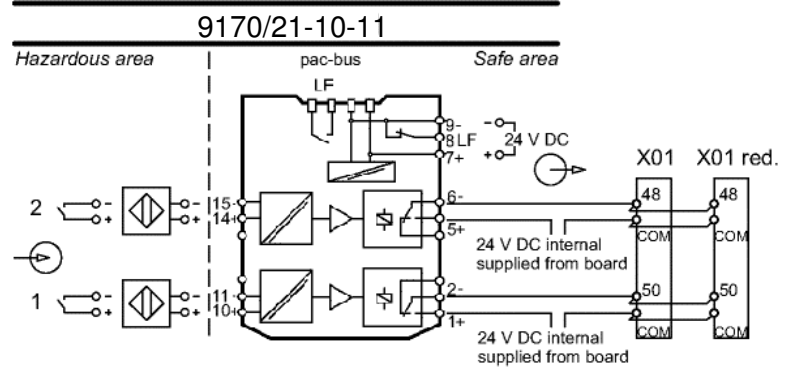 9170/21-10-11
Hazardous area
pac-bus
Safe area
LF
9-
- 
8 LF
24 V DC
7+
+
X01
X01 red.
2
-
+
-
+
15-
14+
6-
5+
48
COM
48
COM
24 V DC internal
supplied from board
1
-
+
-
+
11-
10+
2-
1+
50
COM
50
COM
24 V DC internal
supplied from board